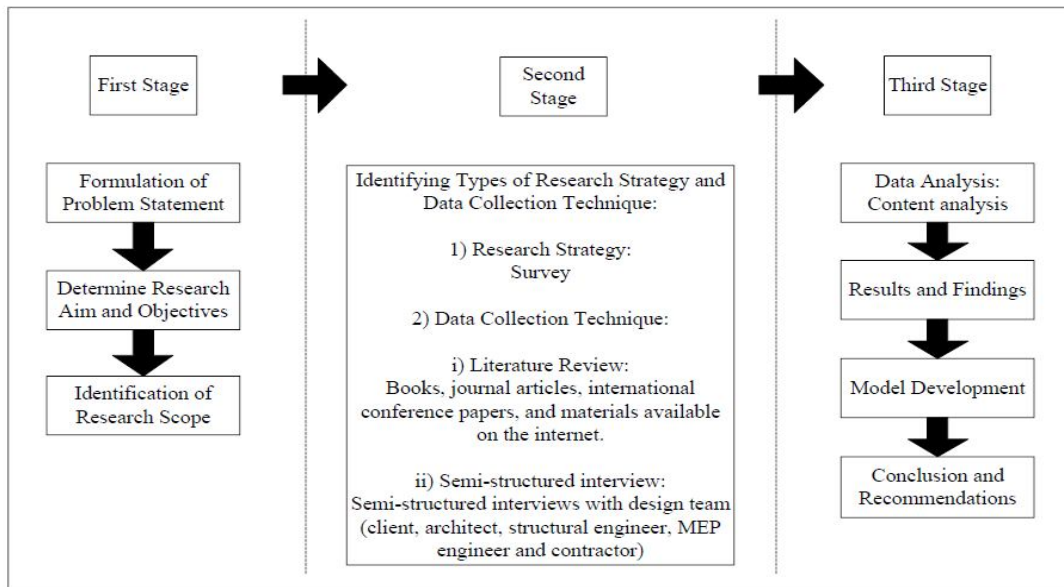 First Stage
Formulation of
Problem Statement
Determine Research
Aim and Objectives
Identification of
Research Scope
Second
Stage
Identifying Types of Research Strategy and
Data Collection Technique:
1) Research Strategy:
Survey
2) Data Collection Technique:
i) Literature Review:
Books, journal articles, international
conference papers, and materials available
on the internet.
ii) Semi-structured interview:
Semi-structured interviews with design team
(client, architect, structural engineer, MEP
engineer and contractor)
Third Stage
Data Analysis:
Content analysis
Results and Findings
Model Development
Conclusion and
Recommendations